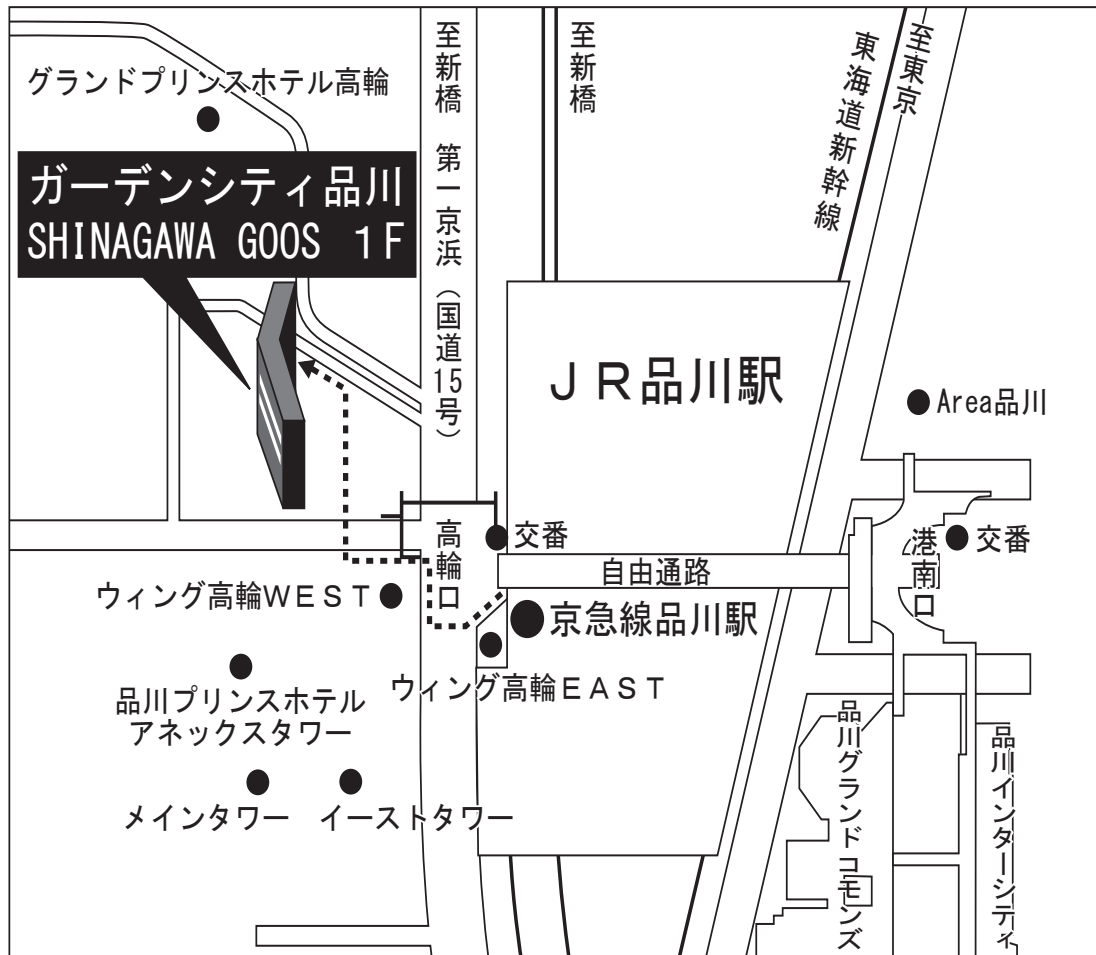 至新橋
第一京浜（国道15号）
至新橋
東海道新幹線
至東京
グランドプリンスホテル高輪
ガーデンシティ品川
SHINAGAWA GOOS 1F
ＪＲ品川駅
Area品川
高輪口
交番
自由通路
港南口
交番
ウィング高輪ＷＥＳＴ
京急線品川駅
ウィング高輪ＥＡＳＴ
品川プリンスホテル
アネックスタワー
メインタワー
イーストタワー
品川グランドコモンズ
品川インターシティ